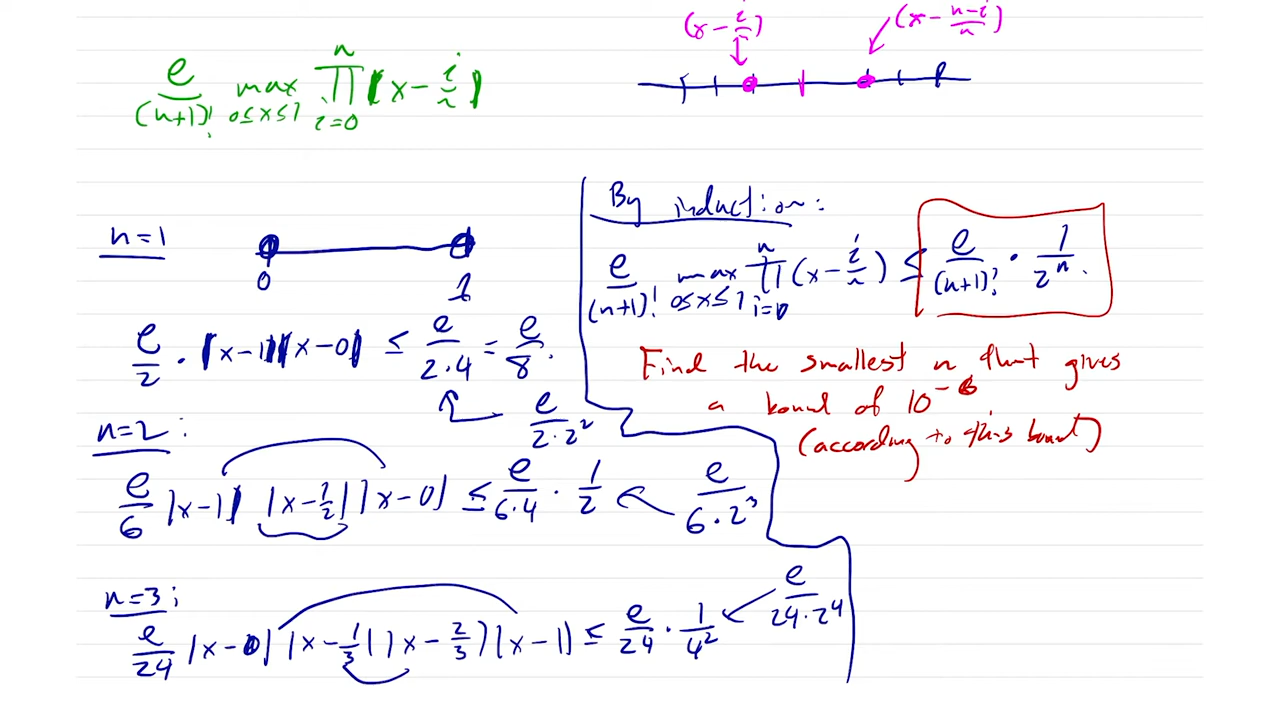 e/(n+1)! max 0≤x≤1 ∏ n i=0 |x - i/n|
(x - i/n)
(x - n-i/n)
n=1
0 1
e/2 · |x-1||x-0| ≤ e/2·4 = e/8.
e/2·2²
n=2:
e/6 |x-1| |x-1/2| |x-0| ≤ e/6·4 · 1/2
e/6·2³
n=3:
e/24 |x-0| |x-1/3| |x-2/3| |x-1| ≤ e/24 · 1/4²
e/24·2⁴
By induction:
e/(n+1)! max 0≤x≤1 ∏ n i=0 (x - i/n) ≤ e/(n+1)! · 1/2ⁿ.
Find the smallest n that gives
a bound of 10⁻⁶
(according to this bound)